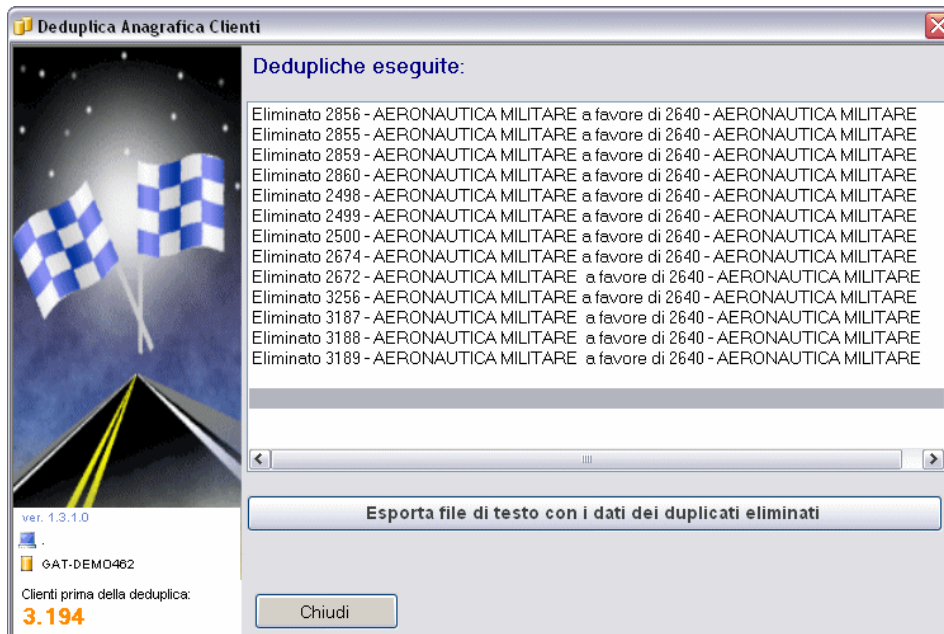 Deduplica Anagrafica Clienti
Dedupliche eseguite:
Eliminato 2856 - AERONAUTICA MILITARE a favore di 2640 - AERONAUTICA MILITARE
Eliminato 2855 - AERONAUTICA MILITARE a favore di 2640 - AERONAUTICA MILITARE
Eliminato 2859 - AERONAUTICA MILITARE a favore di 2640 - AERONAUTICA MILITARE
Eliminato 2860 - AERONAUTICA MILITARE a favore di 2640 - AERONAUTICA MILITARE
Eliminato 2498 - AERONAUTICA MILITARE a favore di 2640 - AERONAUTICA MILITARE
Eliminato 2499 - AERONAUTICA MILITARE a favore di 2640 - AERONAUTICA MILITARE
Eliminato 2500 - AERONAUTICA MILITARE a favore di 2640 - AERONAUTICA MILITARE
Eliminato 2674 - AERONAUTICA MILITARE a favore di 2640 - AERONAUTICA MILITARE
Eliminato 2672 - AERONAUTICA MILITARE a favore di 2640 - AERONAUTICA MILITARE
Eliminato 3256 - AERONAUTICA MILITARE a favore di 2640 - AERONAUTICA MILITARE
Eliminato 3187 - AERONAUTICA MILITARE a favore di 2640 - AERONAUTICA MILITARE
Eliminato 3188 - AERONAUTICA MILITARE a favore di 2640 - AERONAUTICA MILITARE
Eliminato 3189 - AERONAUTICA MILITARE a favore di 2640 - AERONAUTICA MILITARE
Esporta file di testo con i dati dei duplicati eliminati
ver. 1.3.1.0
.
GAT-DEMO462
Clienti prima della deduplica:
3.194
Chiudi